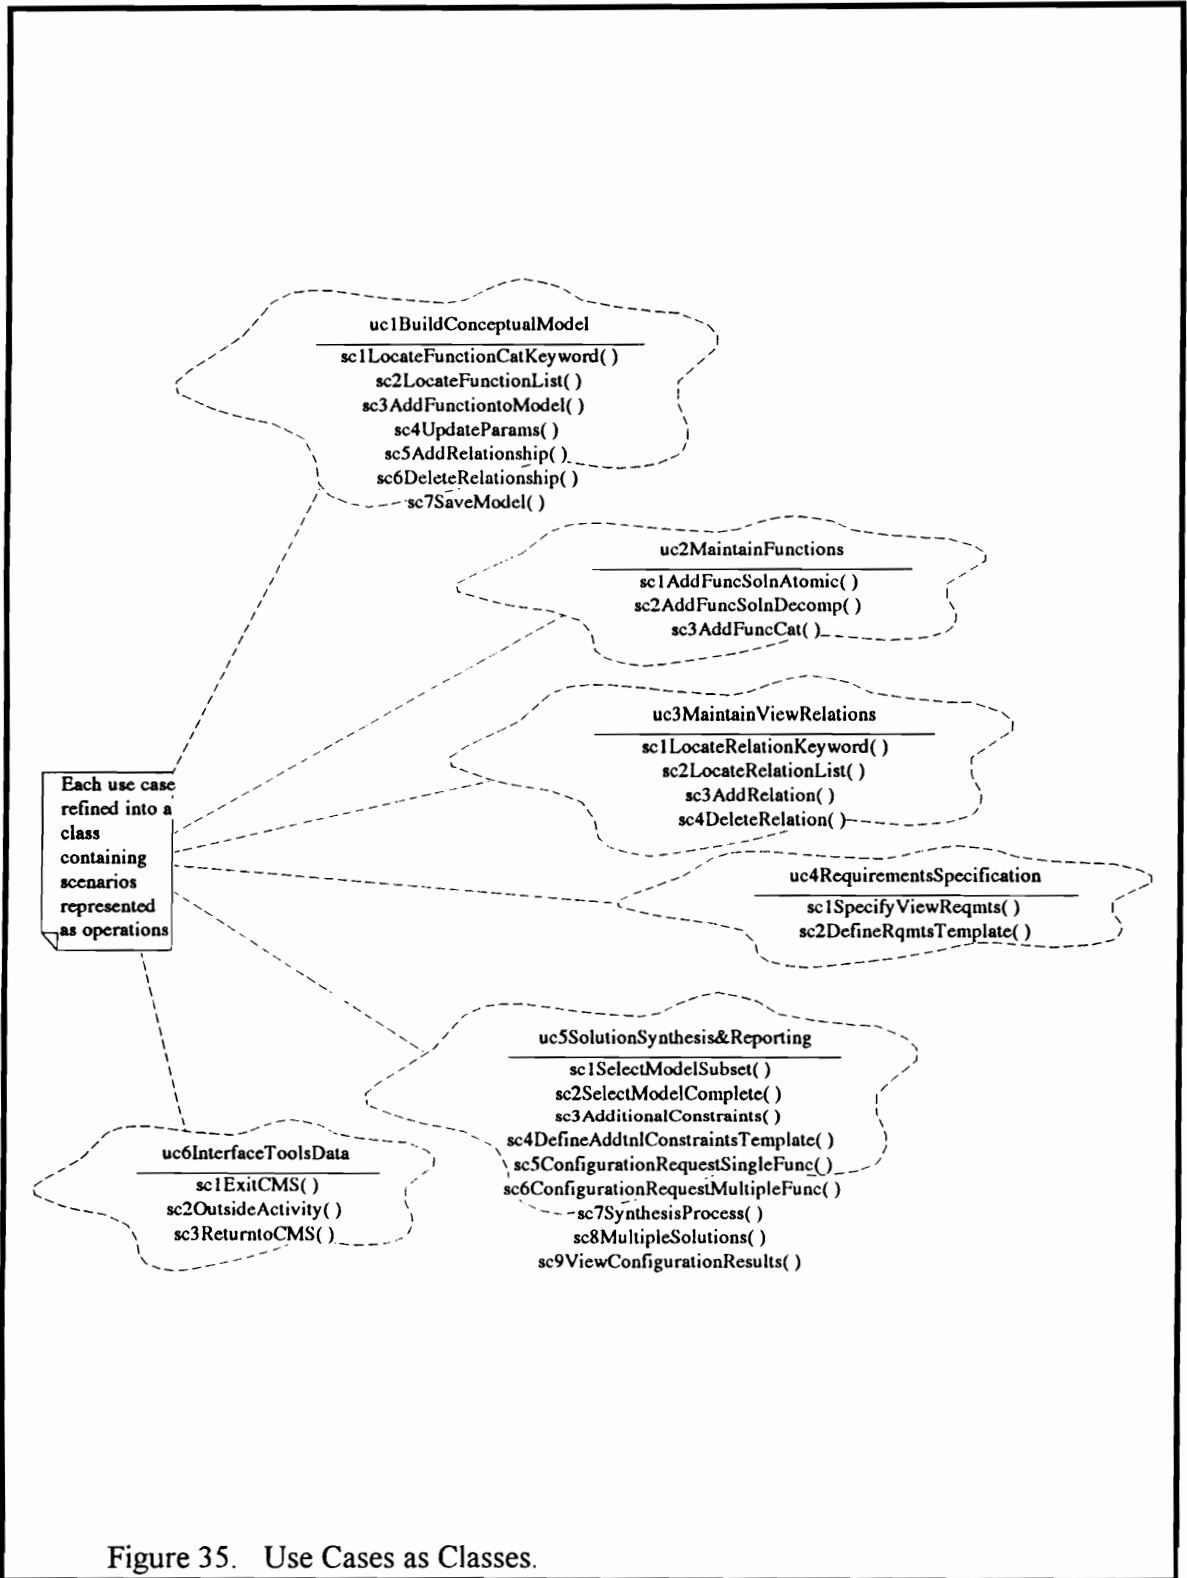 uc1BuildConceptualModel
sc1LocateFunctionCatKeyword( )
sc2LocateFunctionList( )
sc3AddFunctiontoModel( )
sc4UpdateParams( )
sc5AddRelationship( )
sc6DeleteRelationship( )
sc7SaveModel( )
uc2MaintainFunctions
sc1AddFuncSolnAtomic( )
sc2AddFuncSolnDecomp( )
sc3AddFuncCat( )
uc3MaintainViewRelations
sc1LocateRelationKeyword( )
sc2LocateRelationList( )
sc3AddRelation( )
sc4DeleteRelation( )
Each use case
refined into a
class
containing
scenarios
represented
as operations
uc4RequirementsSpecification
sc1SpecifyViewReqmts( )
sc2DefineRqmtsTemplate( )
uc5SolutionSynthesis&Reporting
sc1SelectModelSubset( )
sc2SelectModelComplete( )
sc3AdditionalConstraints( )
sc4DefineAddtnlConstraintsTemplate( )
sc5ConfigurationRequestSingleFunc( )
sc6ConfigurationRequestMultipleFunc( )
sc7SynthesisProcess( )
sc8MultipleSolutions( )
sc9ViewConfigurationResults( )
uc6InterfaceToolsData
sc1ExitCMS( )
sc2OutsideActivity( )
sc3ReturntoCMS( )
Figure 35. Use Cases as Classes.